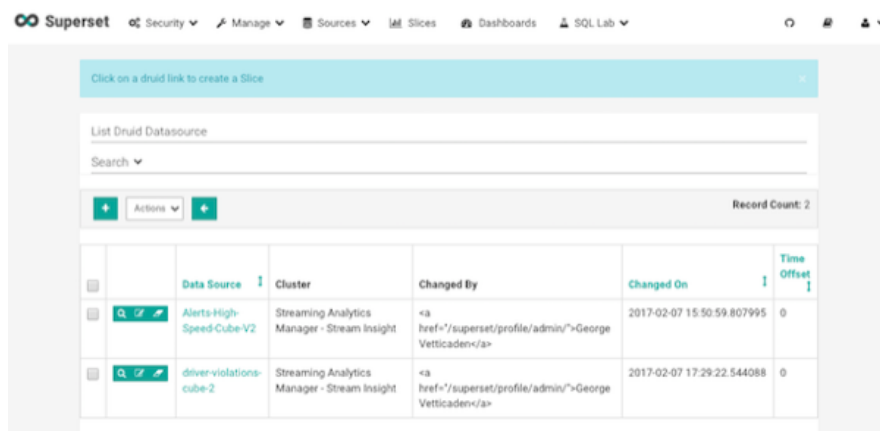 Superset Security Manage Sources Slices Dashboards SQL Lab
Click on a druid link to create a Slice ×
List Druid Datasource
Search
+ Actions Record Count: 2
Data Source Cluster Changed By Changed On Time Offset
Alerts-High-
Speed-Cube-V2
Streaming Analytics
Manager - Stream Insight
<a
href="/superset/profile/admin/">George
Vetticaden</a>
2017-02-07 15:50:59.807995
0
driver-violations-
cube-2
Streaming Analytics
Manager - Stream Insight
<a
href="/superset/profile/admin/">George
Vetticaden</a>
2017-02-07 17:29:22.544088
0